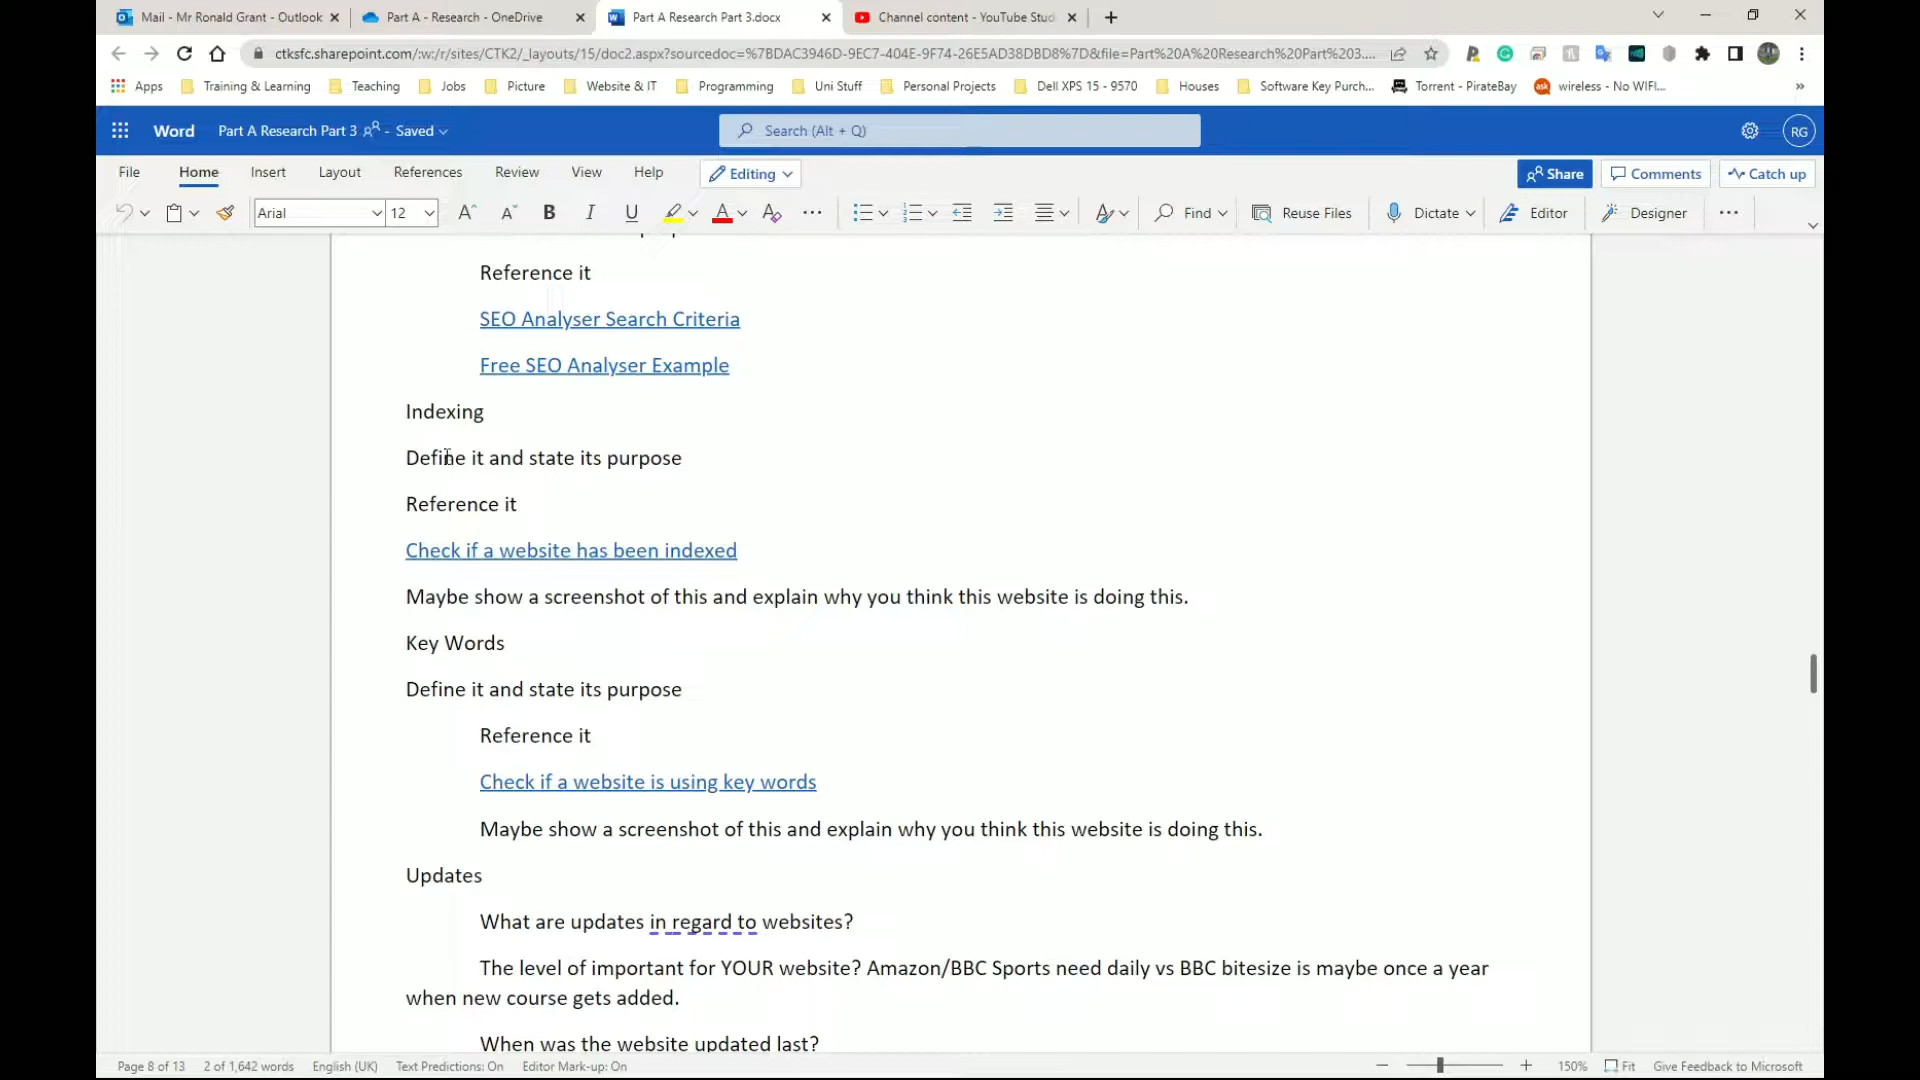 Mail - Mr Ronald Grant - Outlook
Part A - Research - OneDrive
Part A Research Part 3.docx
Channel content - YouTube Stud
ctksfc.sharepoint.com/:w:/r/sites/CTK2/_layouts/15/doc2.aspx?sourcedoc=%7BDAC3946D-9EC7-404E-9F74-26E5AD38DBD8%7D&file=Part%20A%20Research%20Part%203....
Apps Training & Learning Teaching Jobs Picture Website & IT Programming Uni Stuff Personal Projects Dell XPS 15 - 9570 Houses Software Key Purch... Torrent - PirateBay ask wireless - No WIFI... »
Word Part A Research Part 3 - Saved Search (Alt + Q) RG
File Home Insert Layout References Review View Help Editing Share Comments Catch up
Arial 12 A A B I U A A ... Find Reuse Files Dictate Editor Designer ...
Reference it
SEO Analyser Search Criteria
Free SEO Analyser Example
Indexing
Define it and state its purpose
Reference it
Check if a website has been indexed
Maybe show a screenshot of this and explain why you think this website is doing this.
Key Words
Define it and state its purpose
Reference it
Check if a website is using key words
Maybe show a screenshot of this and explain why you think this website is doing this.
Updates
What are updates in regard to websites?
The level of important for YOUR website? Amazon/BBC Sports need daily vs BBC bitesize is maybe once a year
when new course gets added.
When was the website updated last?
Page 8 of 13 2 of 1,642 words English (UK) Text Predictions: On Editor Mark-up: On 150% Fit Give Feedback to Microsoft